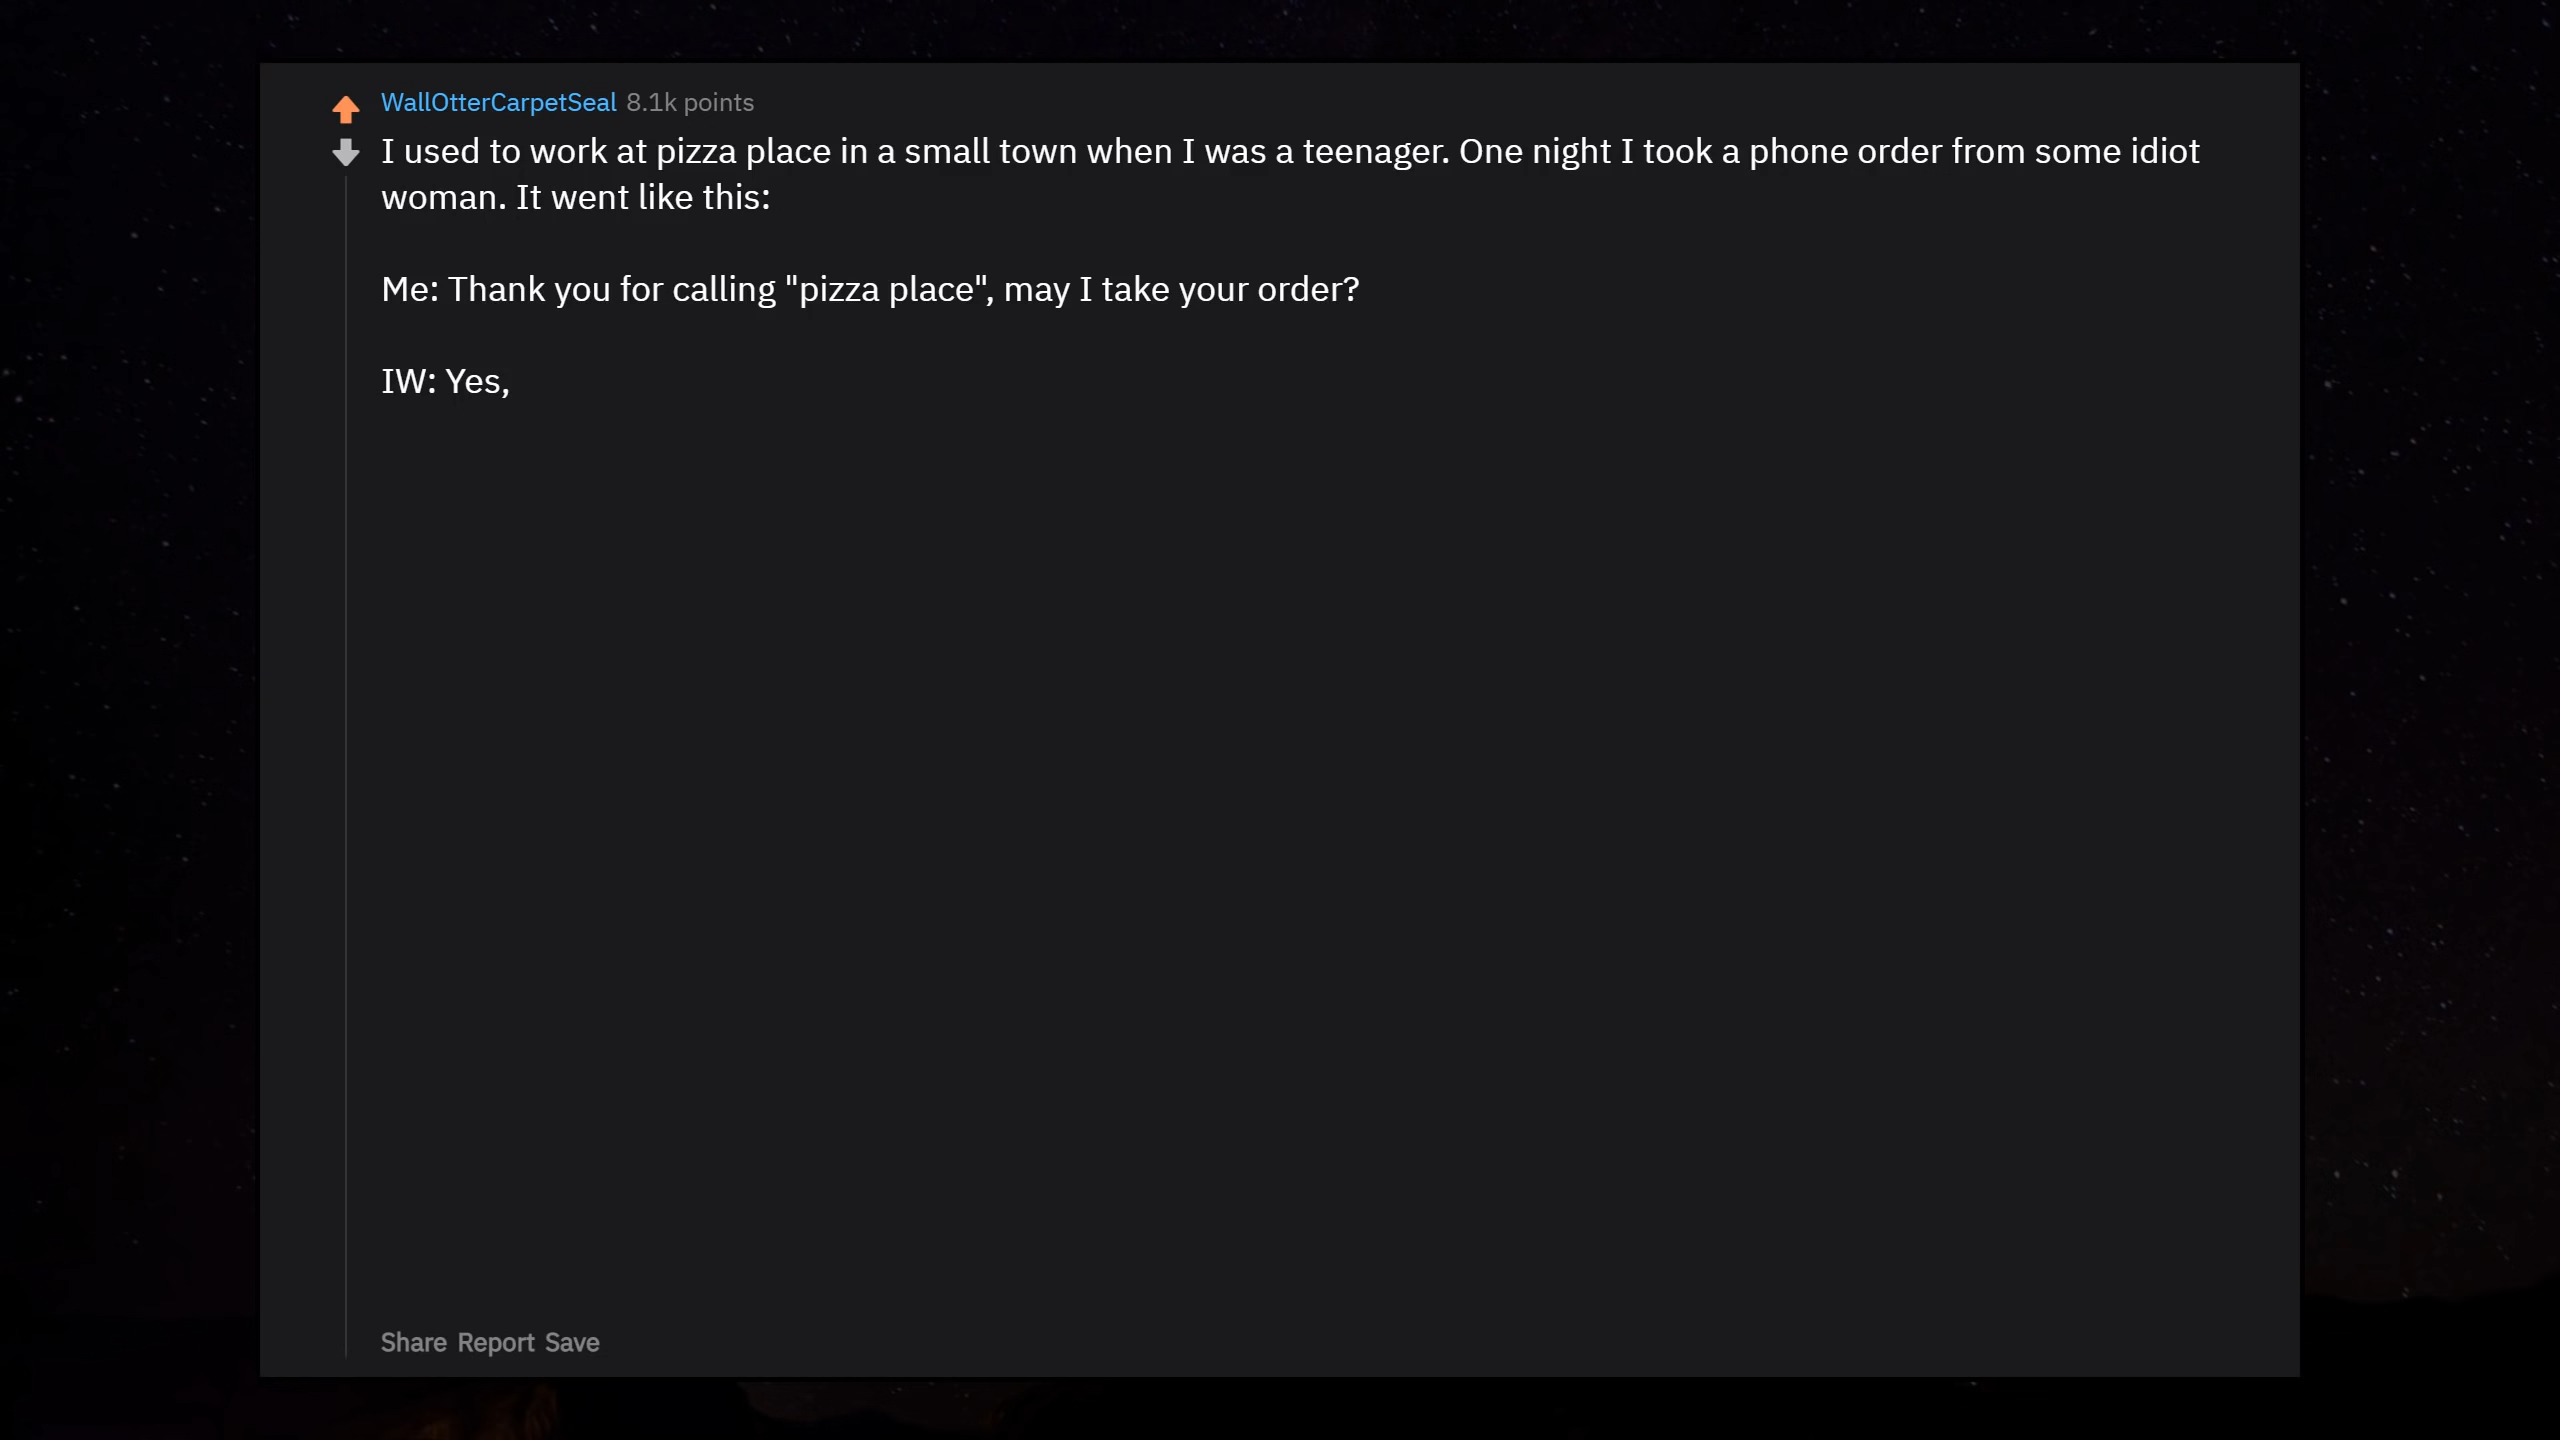 WallOtterCarpetSeal 8.1k points
I used to work at pizza place in a small town when I was a teenager. One night I took a phone order from some idiot
woman. It went like this:
Me: Thank you for calling "pizza place", may I take your order?
IW: Yes,
Share Report Save